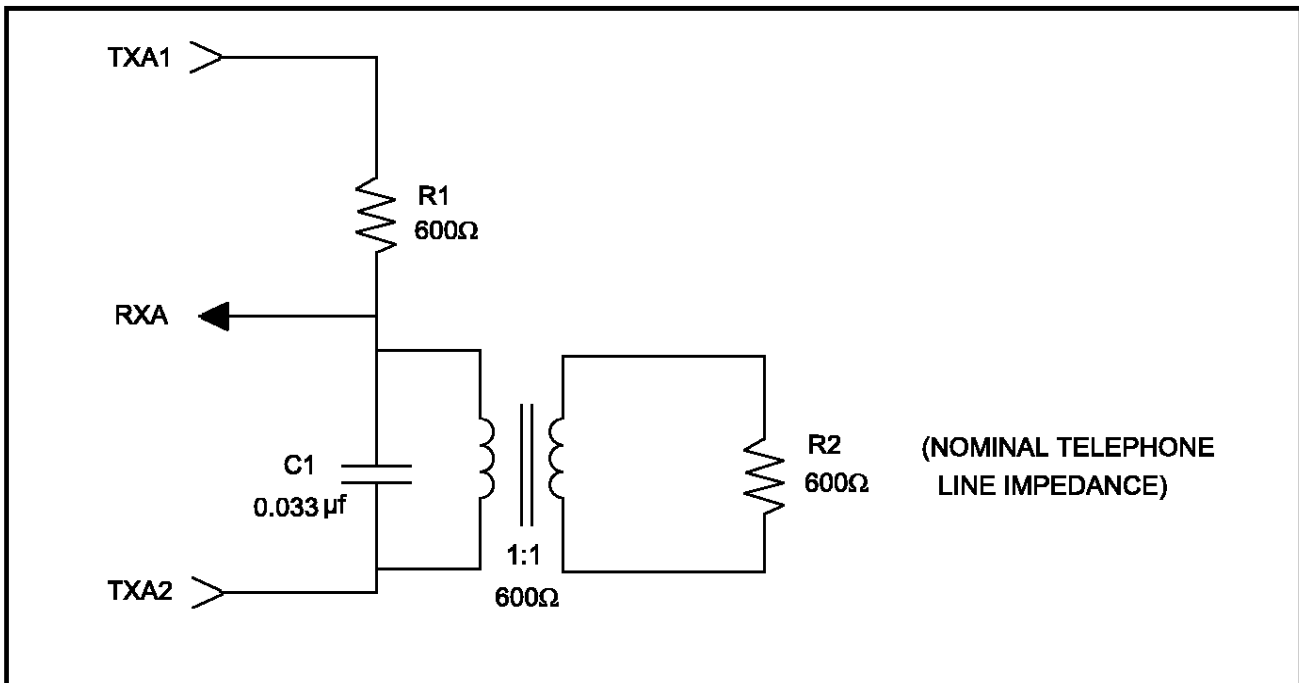 TXA1
R1
600Ω
RXA
C1
0.033 µf
R2
600Ω
(NOMINAL TELEPHONE
LINE IMPEDANCE)
1:1
600Ω
TXA2